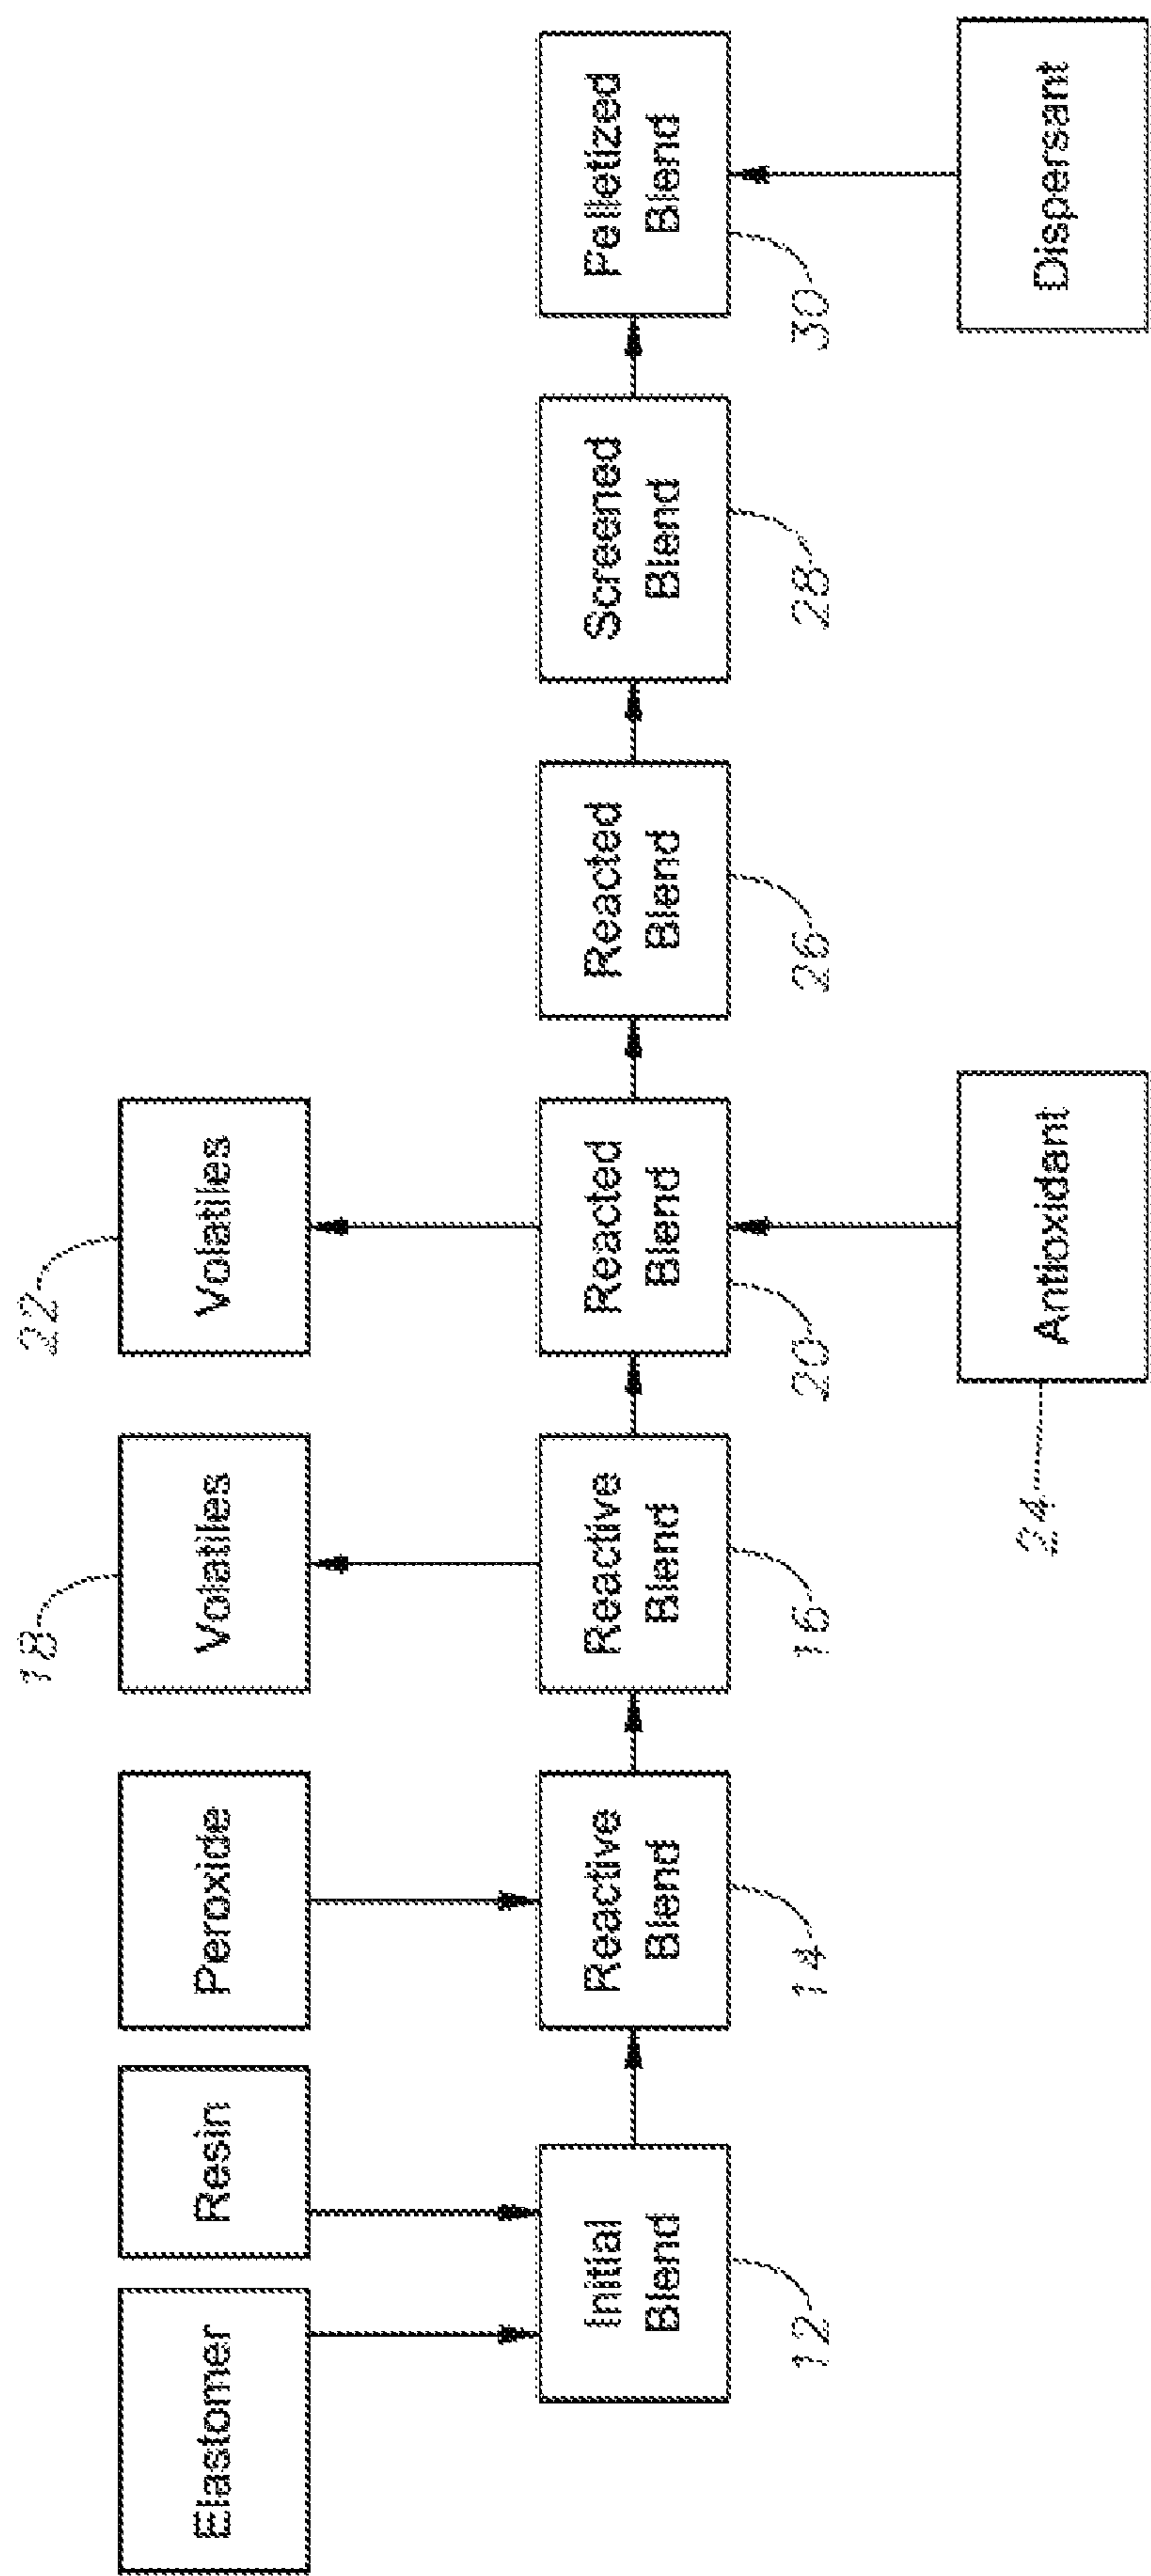 22
18
Elastomer
Resin
Peroxide
Volatiles
Volatiles
Initial
Blend
Reactive
Blend
Reactive
Blend
Reacted
Blend
Reacted
Blend
Screened
Blend
Pelletized
Blend
12
14
16
20
26
28
30
24
Antioxidant
Dispersant